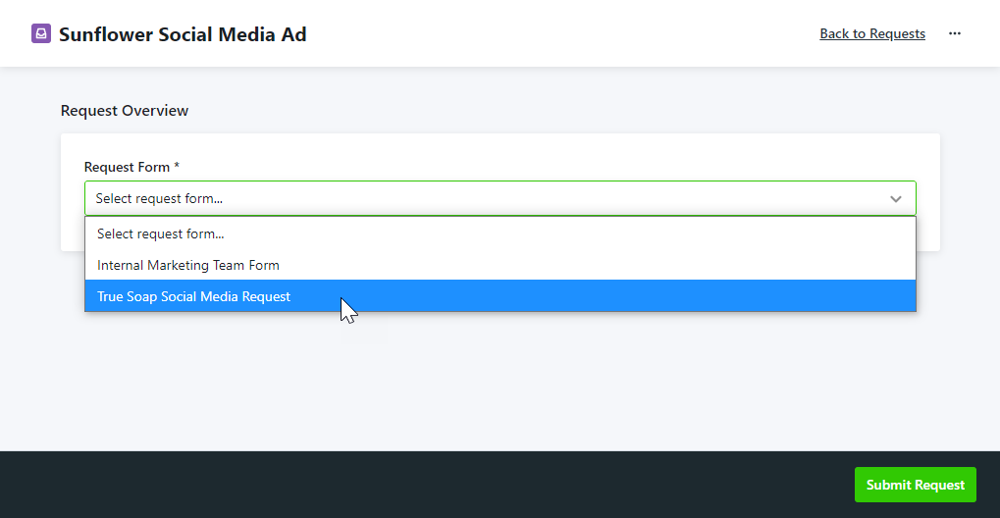 Sunflower Social Media Ad
Back to Requests
Request Overview
Request Form *
Select request form...
Select request form...
Internal Marketing Team Form
True Soap Social Media Request
Submit Request